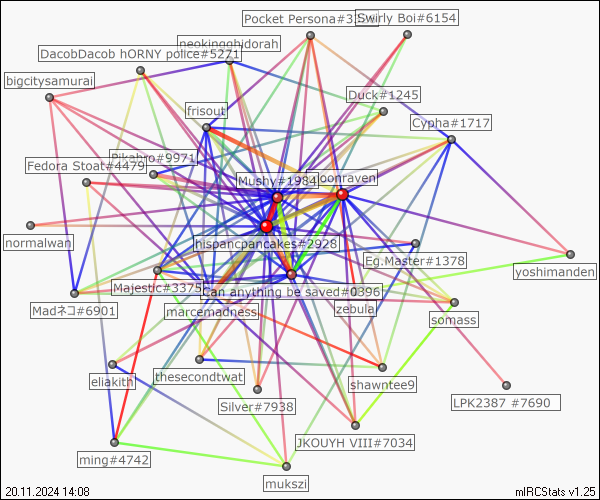 Pocket Persona#33
Swirly Boi#6154
neokingghidorah
DacobDacob hORNY police#5271
bigcitysamurai
Duck#1245
frisout
Cypha#1717
Pikahro#9971
Fedora Stoat#4479
Mushy#1984
oonraven
normalwan
hispancpancakes#2928
Eg.Master#1378
yoshimanden
Majestic#3375
Can anything be saved#0396
Madネコ#6901
marcemadness
zebula
somass
eliakith
thesecondtwat
shawntee9
Silver#7938
LPK2387 #7690
JKOUYH VIII#7034
ming#4742
mukszi
20.11.2024 14:08
mIRCStats v1.25